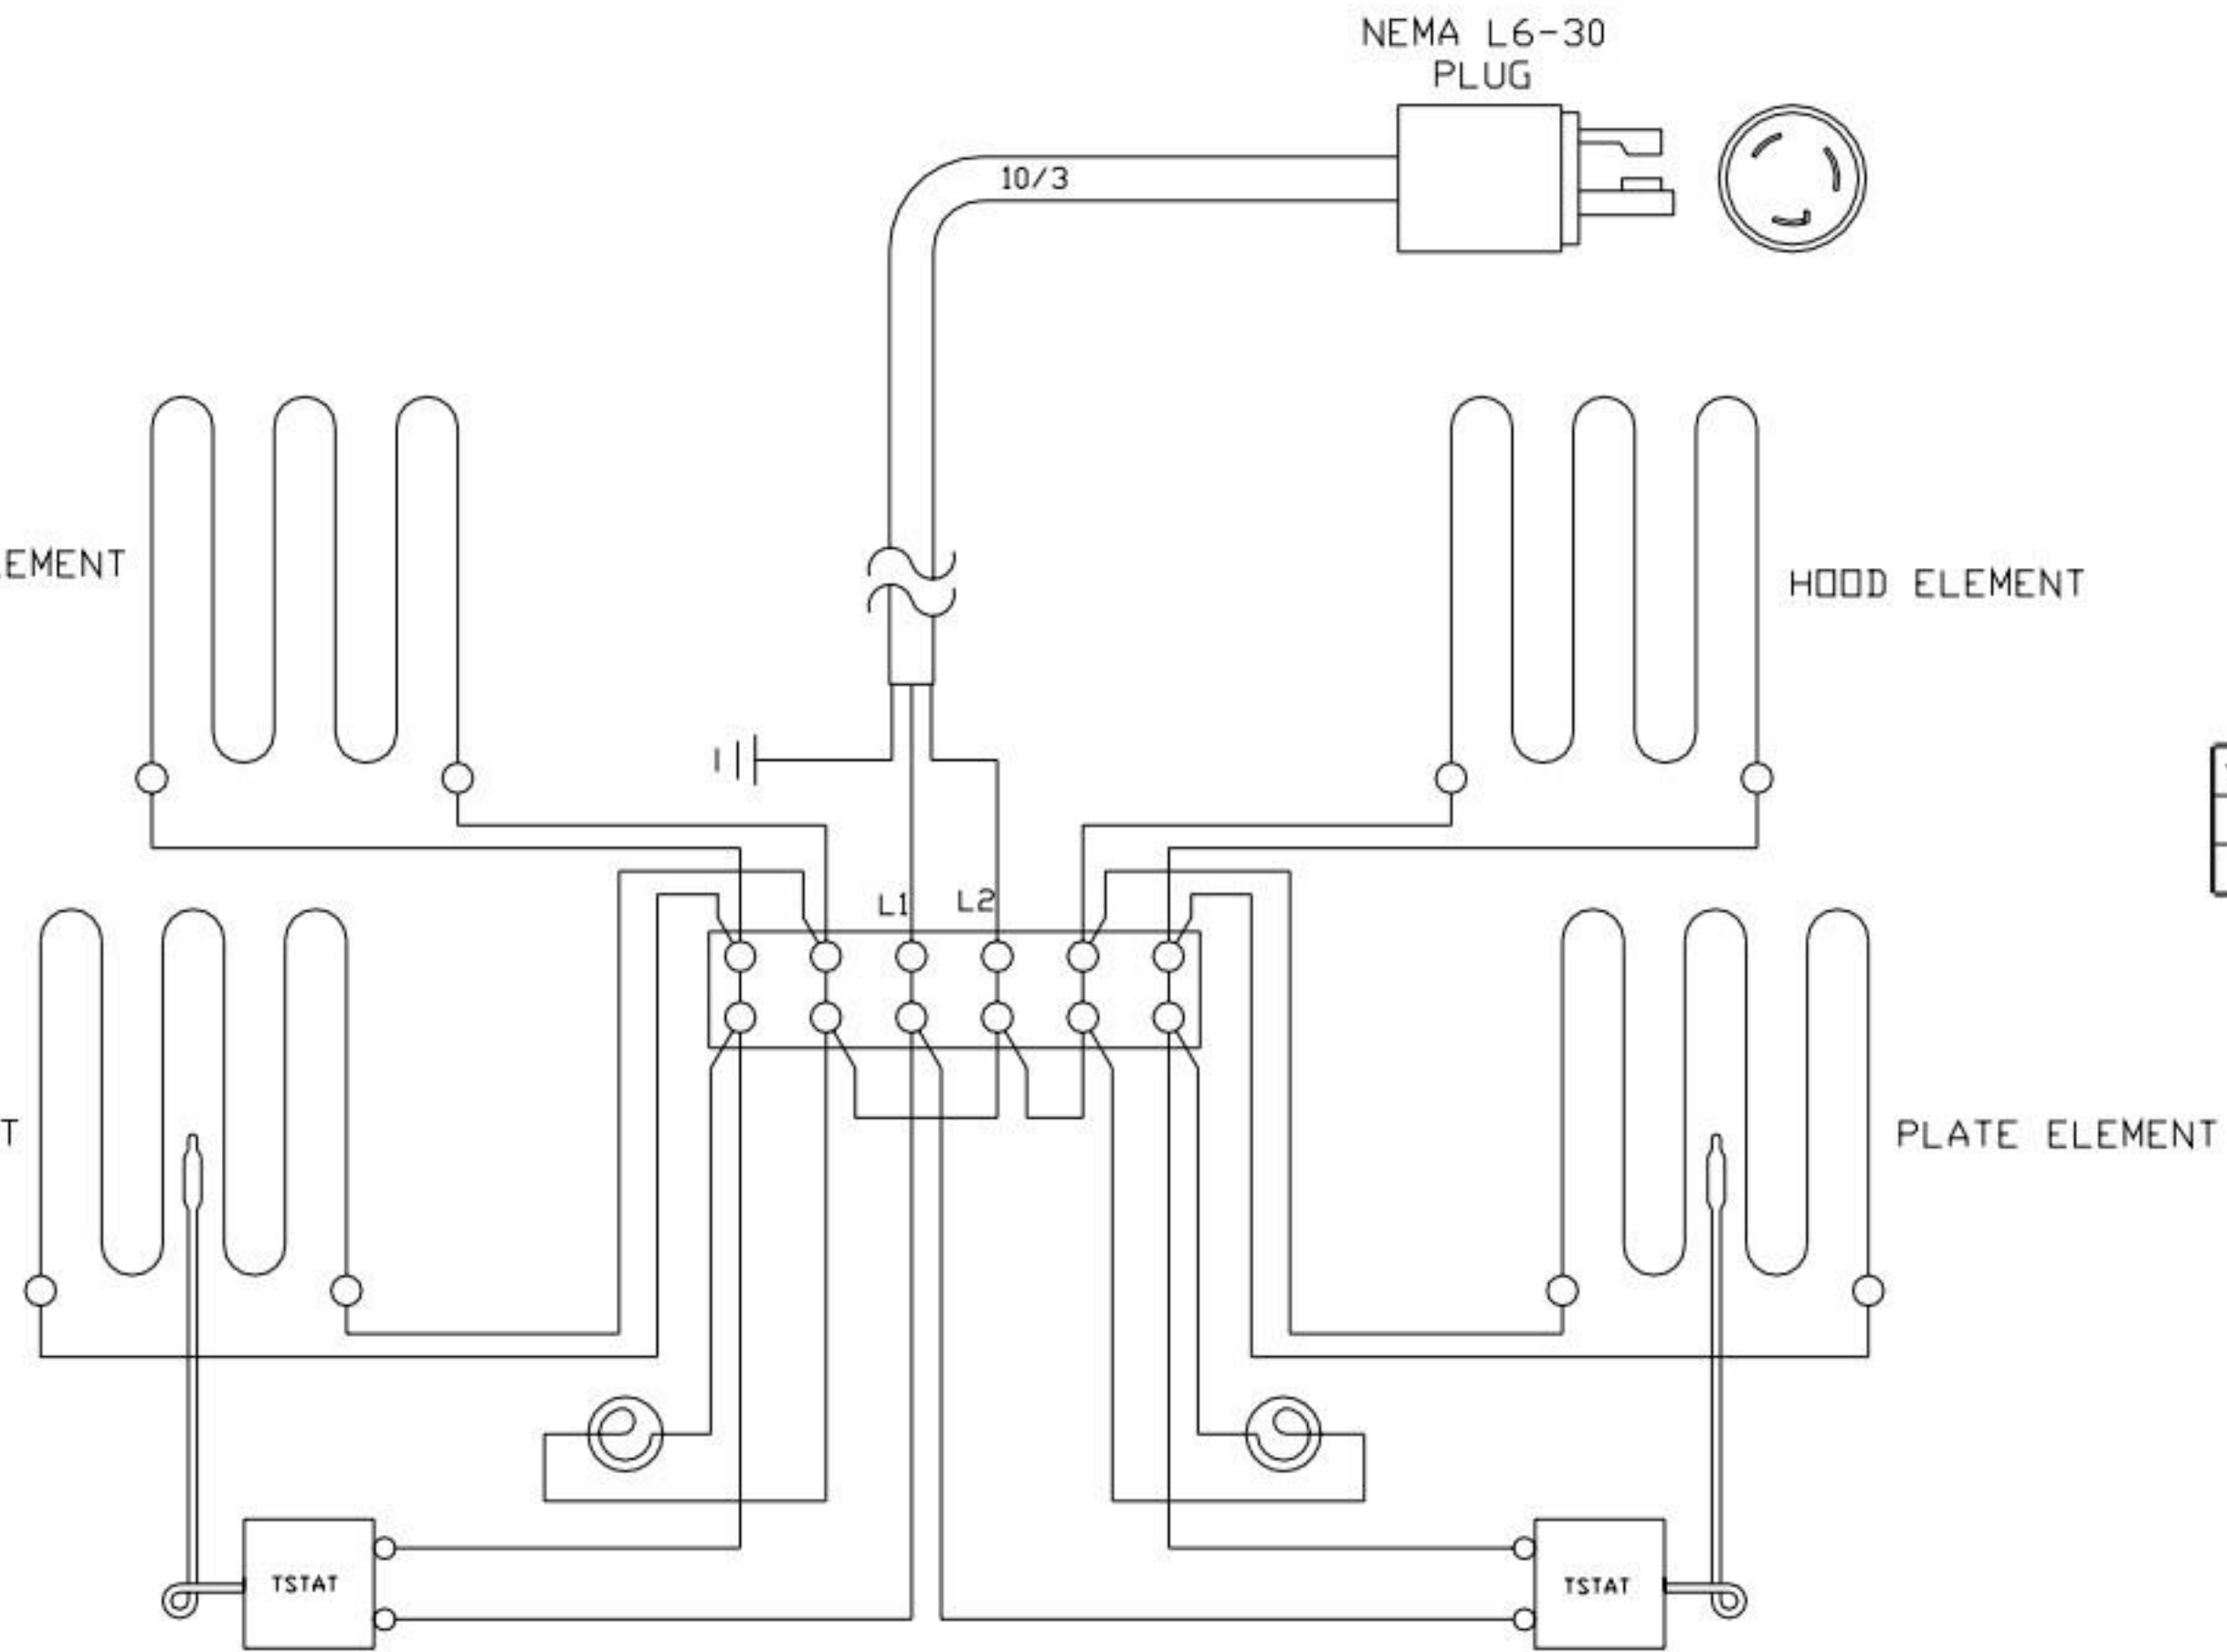 NEMA L6-30
PLUG
10/3
EMENT
HOOD ELEMENT
L1
L2
T
PLATE ELEMENT
TSTAT
TSTAT